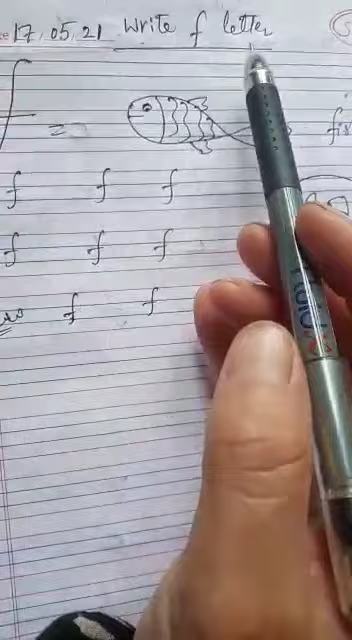 17.05.21 write f letter
f
f f f
f f f
f f